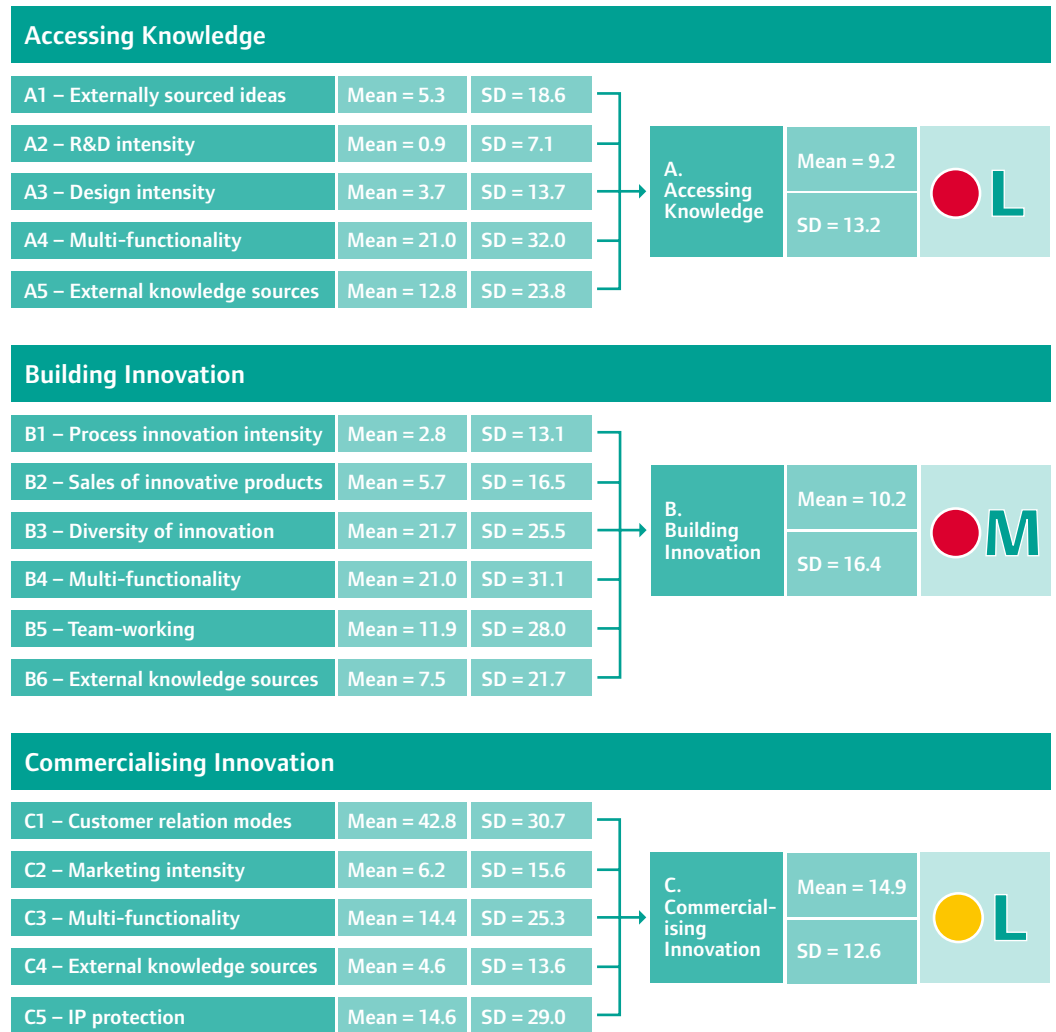 Accessing Knowledge
A1 – Externally sourced ideas Mean = 5.3 SD = 18.6
A2 – R&D intensity Mean = 0.9 SD = 7.1
A3 – Design intensity Mean = 3.7 SD = 13.7
A4 – Multi-functionality Mean = 21.0 SD = 32.0
A5 – External knowledge sources Mean = 12.8 SD = 23.8
A.
Accessing
Knowledge
Mean = 9.2
SD = 13.2
L
Building Innovation
B1 – Process innovation intensity Mean = 2.8 SD = 13.1
B2 – Sales of innovative products Mean = 5.7 SD = 16.5
B3 – Diversity of innovation Mean = 21.7 SD = 25.5
B4 – Multi-functionality Mean = 21.0 SD = 31.1
B5 – Team-working Mean = 11.9 SD = 28.0
B6 – External knowledge sources Mean = 7.5 SD = 21.7
B.
Building
Innovation
Mean = 10.2
SD = 16.4
M
Commercialising Innovation
C1 – Customer relation modes Mean = 42.8 SD = 30.7
C2 – Marketing intensity Mean = 6.2 SD = 15.6
C3 – Multi-functionality Mean = 14.4 SD = 25.3
C4 – External knowledge sources Mean = 4.6 SD = 13.6
C5 – IP protection Mean = 14.6 SD = 29.0
C.
Commercial-
ising
Innovation
Mean = 14.9
SD = 12.6
L